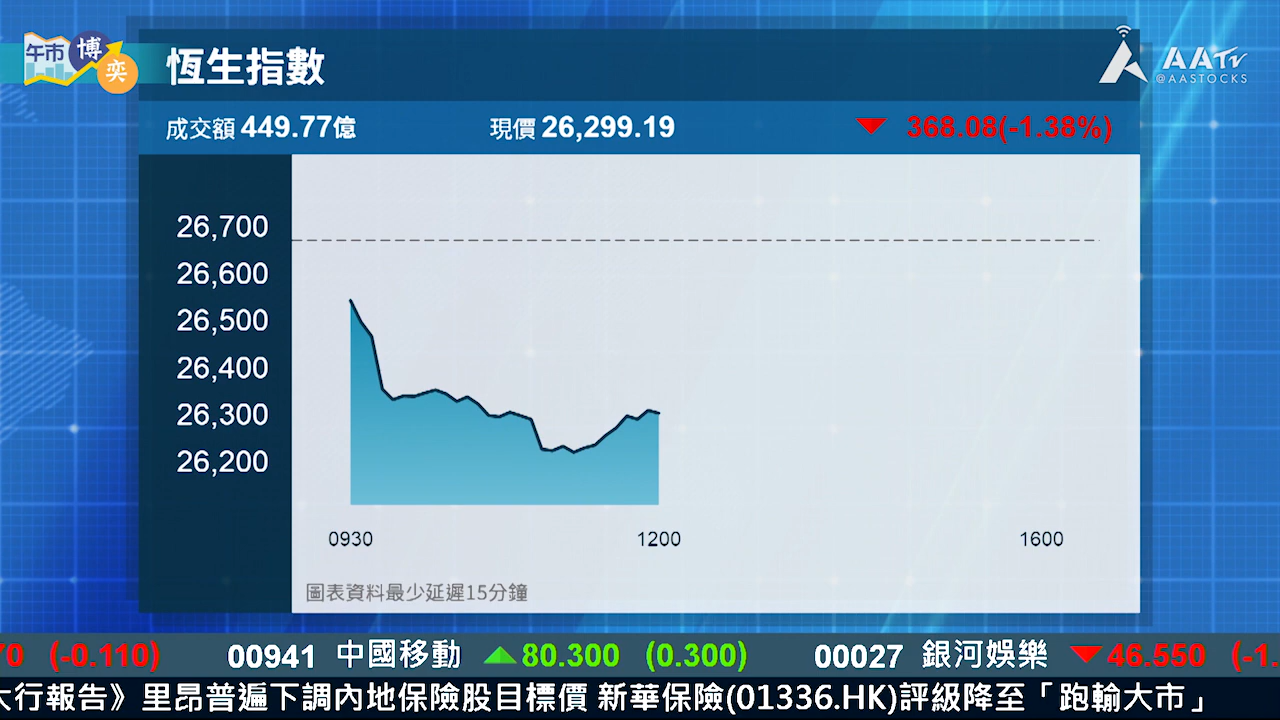 午市
博
奕
恆生指數
AATV
@AASTOCKS
成交額 449.77億
現價 26,299.19
368.08(-1.38%)
26,700
26,600
26,500
26,400
26,300
26,200
0930
1200
1600
圖表資料最少延遲15分鐘
70 (-0.110) 00941 中國移動 80.300 (0.300) 00027 銀河娛樂 46.550 (-1.
大行報告》里昂普遍下調內地保險股目標價 新華保險(01336.HK)評級降至「跑輸大市」